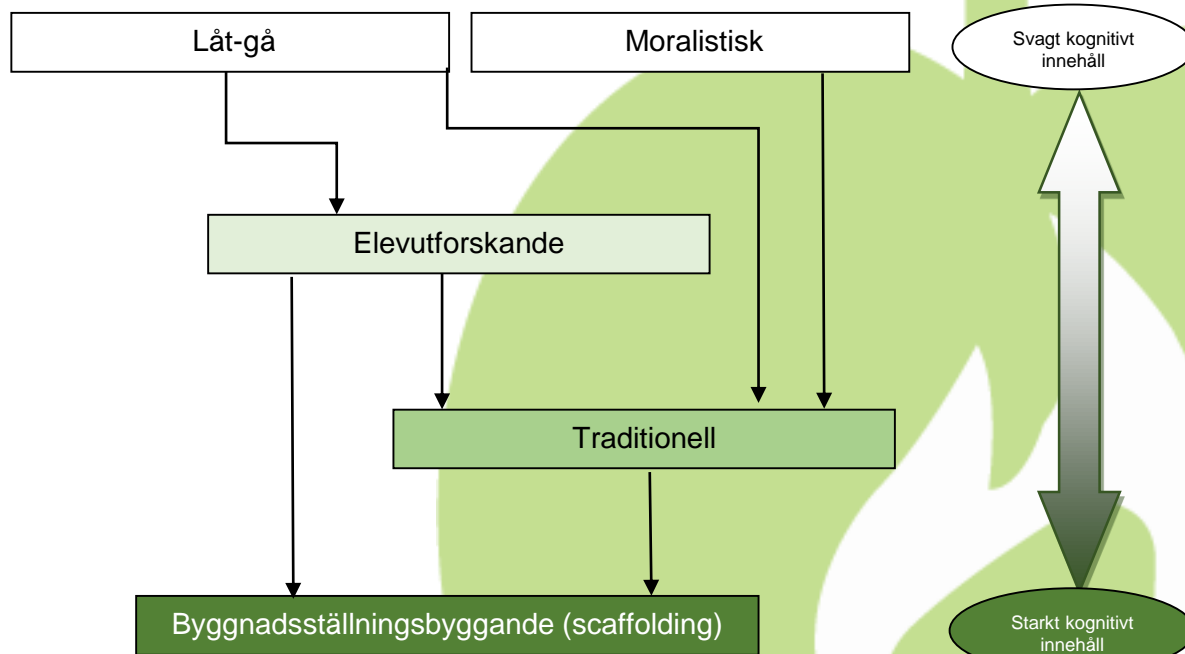 Låt-gå
Moralistisk
Svagt kognitivt
innehåll
Elevutforskande
Traditionell
Byggnadsställningsbyggande (scaffolding)
Starkt kognitivt
innehåll